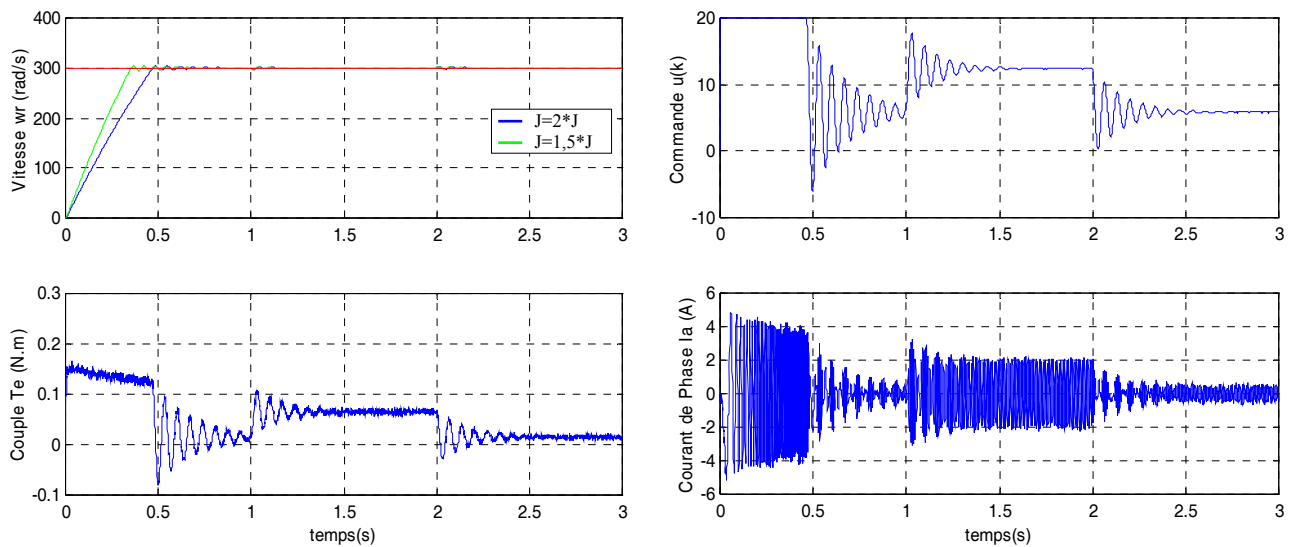 400
300
200
100
0
Vitesse wr (rad/s)
J=2*J
J=1,5*J
0 0.5 1 1.5 2 2.5 3
20
10
0
-10
Commande u(k)
0 0.5 1 1.5 2 2.5 3
0.3
0.2
0.1
0
-0.1
Couple Te (N.m)
0 0.5 1 1.5 2 2.5 3
temps(s)
6
4
2
0
-2
-4
-6
Courant de Phase Ia (A)
0 0.5 1 1.5 2 2.5 3
temps(s)